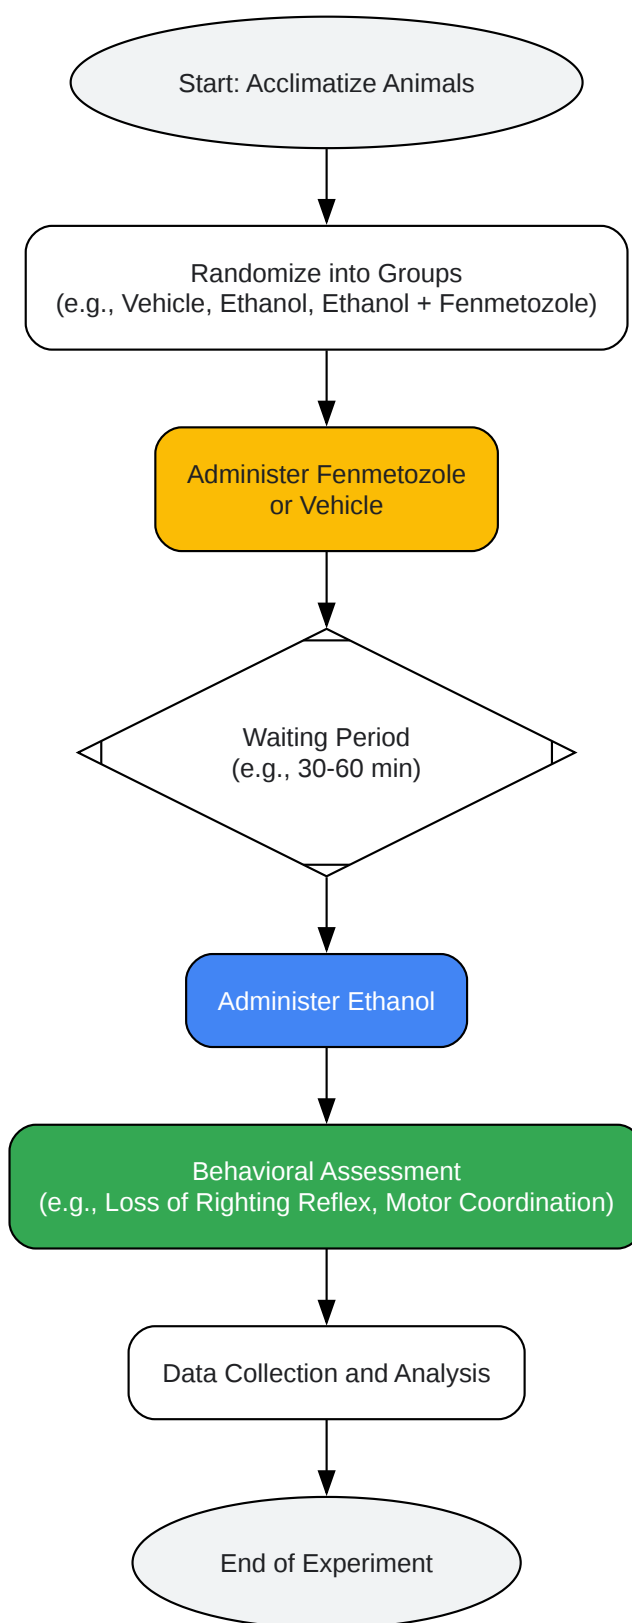 Start: Acclimatize Animals
Randomize into Groups
(e.g., Vehicle, Ethanol, Ethanol + Fenmetozole)
Administer Fenmetozole
or Vehicle
Waiting Period
(e.g., 30-60 min)
Administer Ethanol
Behavioral Assessment
(e.g., Loss of Righting Reflex, Motor Coordination)
Data Collection and Analysis
End of Experiment